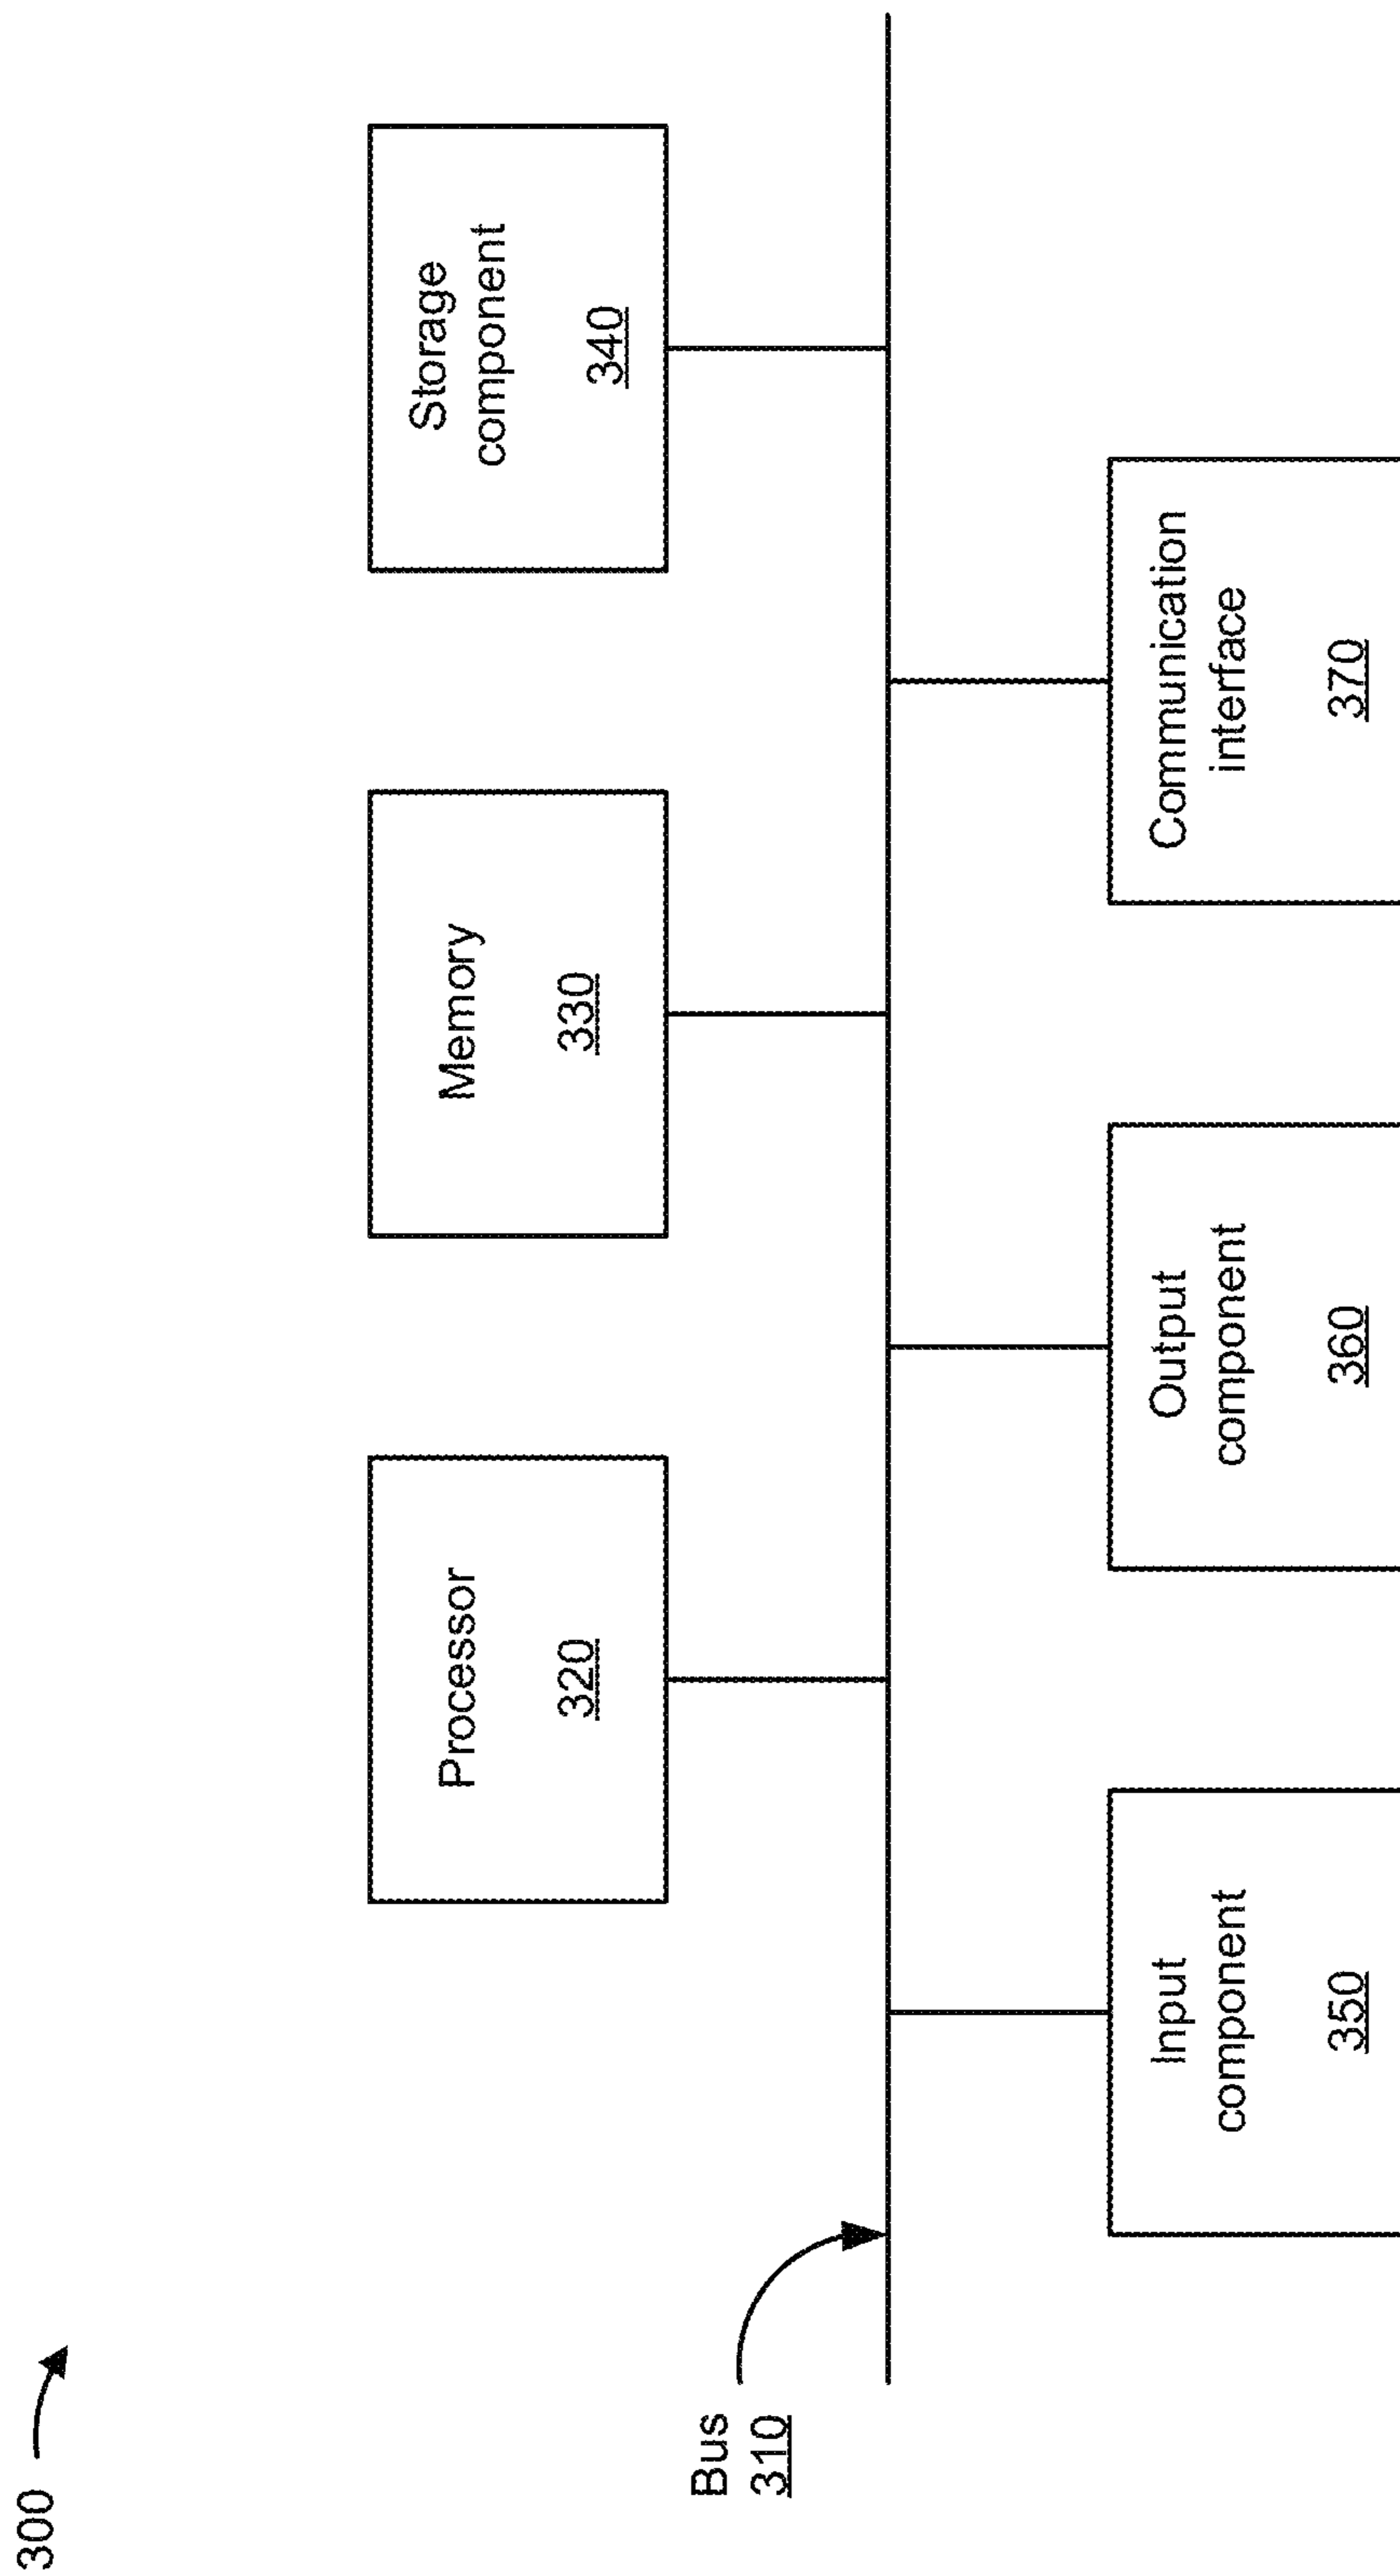 300
Processor
320
Memory
330
Storage
component
340
Bus
310
Input
component
350
Output
component
360
Communication
interface
370